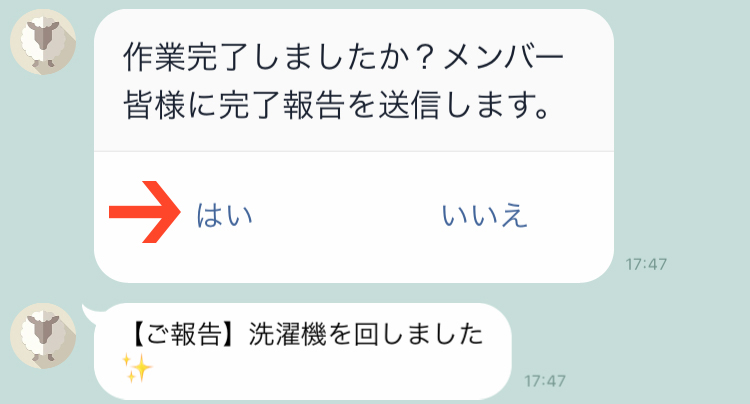 作業完了しましたか？メンバー
皆様に完了報告を送信します。
はい
いいえ
17:47
【ご報告】洗濯機を回しました
✨
17:47